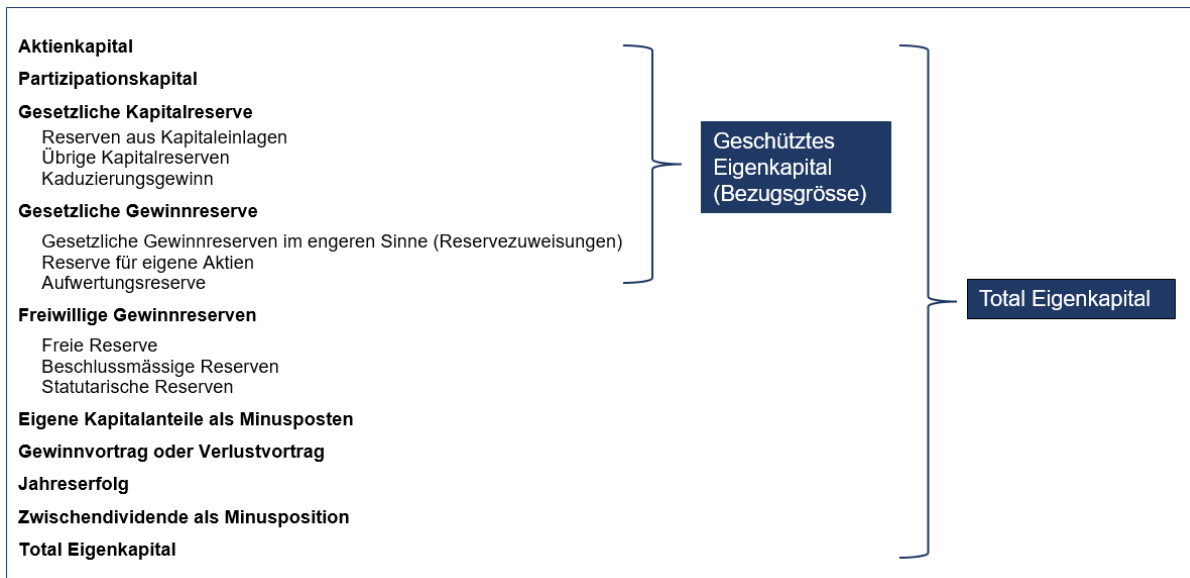 Aktienkapital
Partizipationskapital
Gesetzliche Kapitalreserve
Reserven aus Kapitaleinlagen
Übrige Kapitalreserven
Kaduzierungsgewinn
Gesetzliche Gewinnreserve
Gesetzliche Gewinnreserven im engeren Sinne (Reservezuweisungen)
Reserve für eigene Aktien
Aufwertungsreserve
Freiwillige Gewinnreserven
Freie Reserve
Beschlussmässige Reserven
Statutarische Reserven
Eigene Kapitalanteile als Minusposten
Gewinnvortrag oder Verlustvortrag
Jahreserfolg
Zwischendividende als Minusposition
Total Eigenkapital
Geschütztes
Eigenkapital
(Bezugsgrösse)
Total Eigenkapital